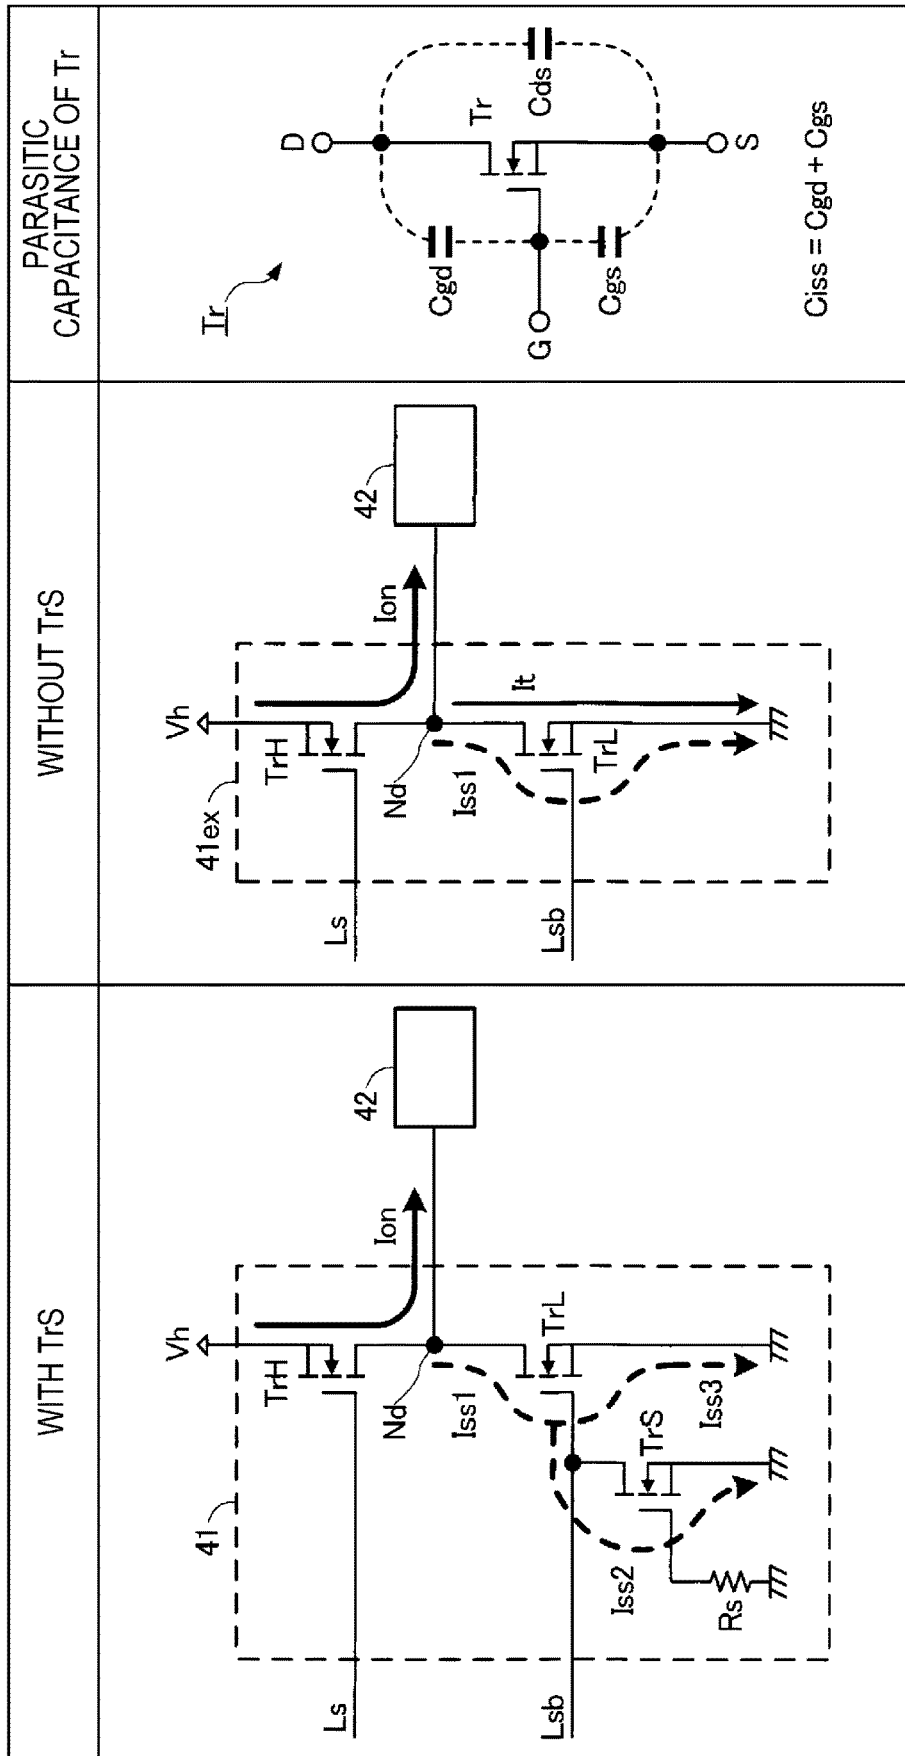 WITH TrS
WITHOUT TrS
PARASITIC
CAPACITANCE OF Tr
41
Vh
TrH
Ion
42
Ls
Nd
Iss1
TrL
Lsb
Iss2
TrS
Iss3
Rs
41ex
Vh
TrH
Ion
42
Ls
Nd
Iss1
It
TrL
Lsb
Tr
D
Cgd
Tr
Cds
G
Cgs
S
Ciss = Cgd + Cgs